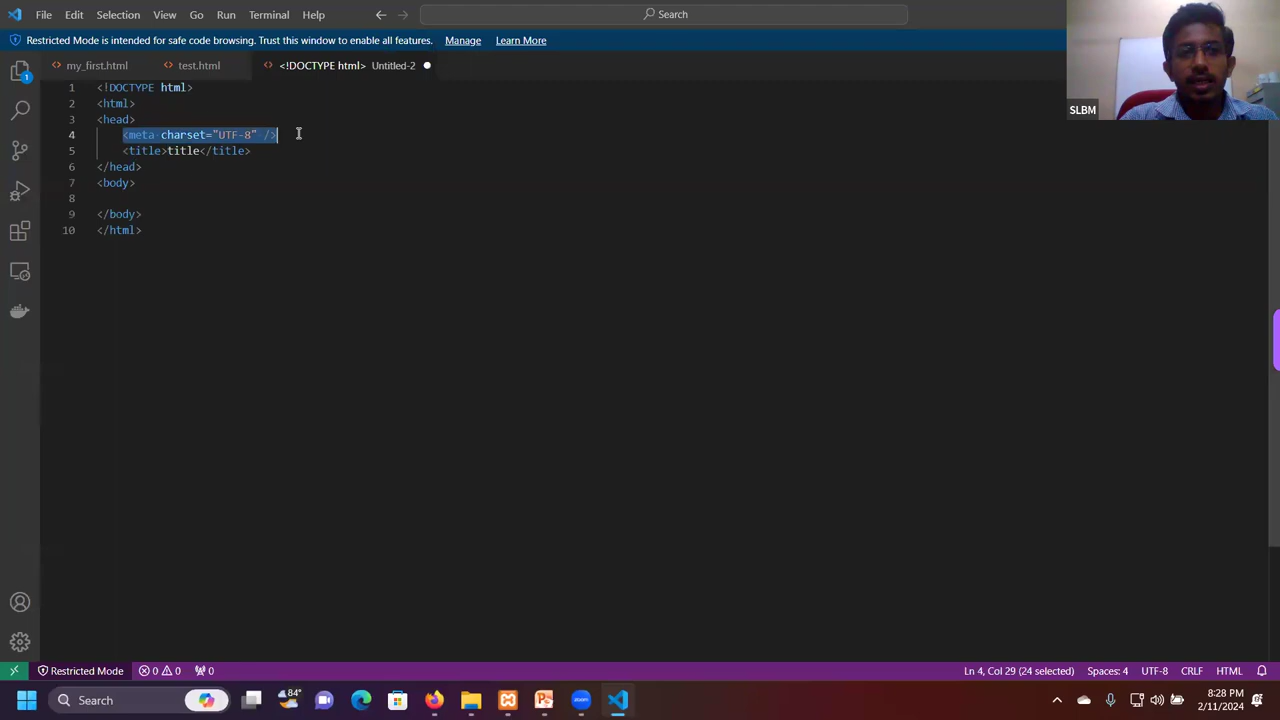 File Edit Selection View Go Run Terminal Help
Search
Restricted Mode is intended for safe code browsing. Trust this window to enable all features. Manage Learn More
my_first.html test.html <!DOCTYPE html> Untitled-2
1 <!DOCTYPE html>
2 <html>
3 <head>
4 <meta charset="UTF-8" />
5 <title>title</title>
6 </head>
7 <body>
8
9 </body>
10 </html>
SLBM
1
Restricted Mode 0 0 0 Ln 4, Col 29 (24 selected) Spaces: 4 UTF-8 CRLF HTML
Search 84° zoom 8:28 PM
2/11/2024